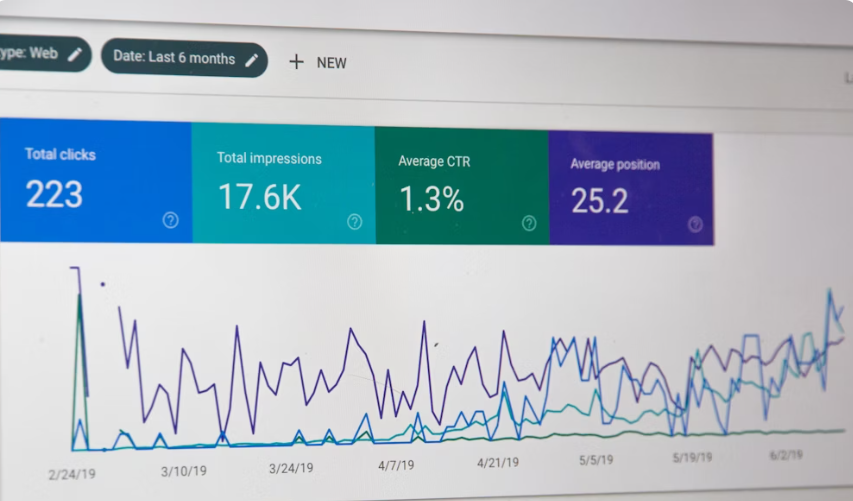 ype: Web
Date: Last 6 months
+ NEW
L
Total clicks
223
Total impressions
17.6K
Average CTR
1.3%
Average position
25.2
2/24/19
3/10/19
3/24/19
4/7/19
4/21/19
5/5/19
5/19/19
6/2/19